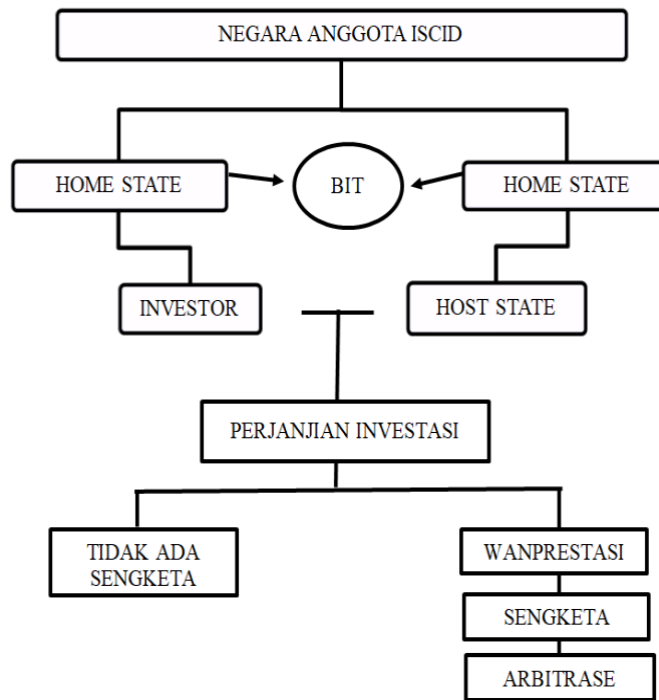 NEGARA ANGGOTA ISCID
HOME STATE
BIT
HOME STATE
INVESTOR
HOST STATE
PERJANJIAN INVESTASI
TIDAK ADA
SENGKETA
WANPRESTASI
SENGKETA
ARBITRASE